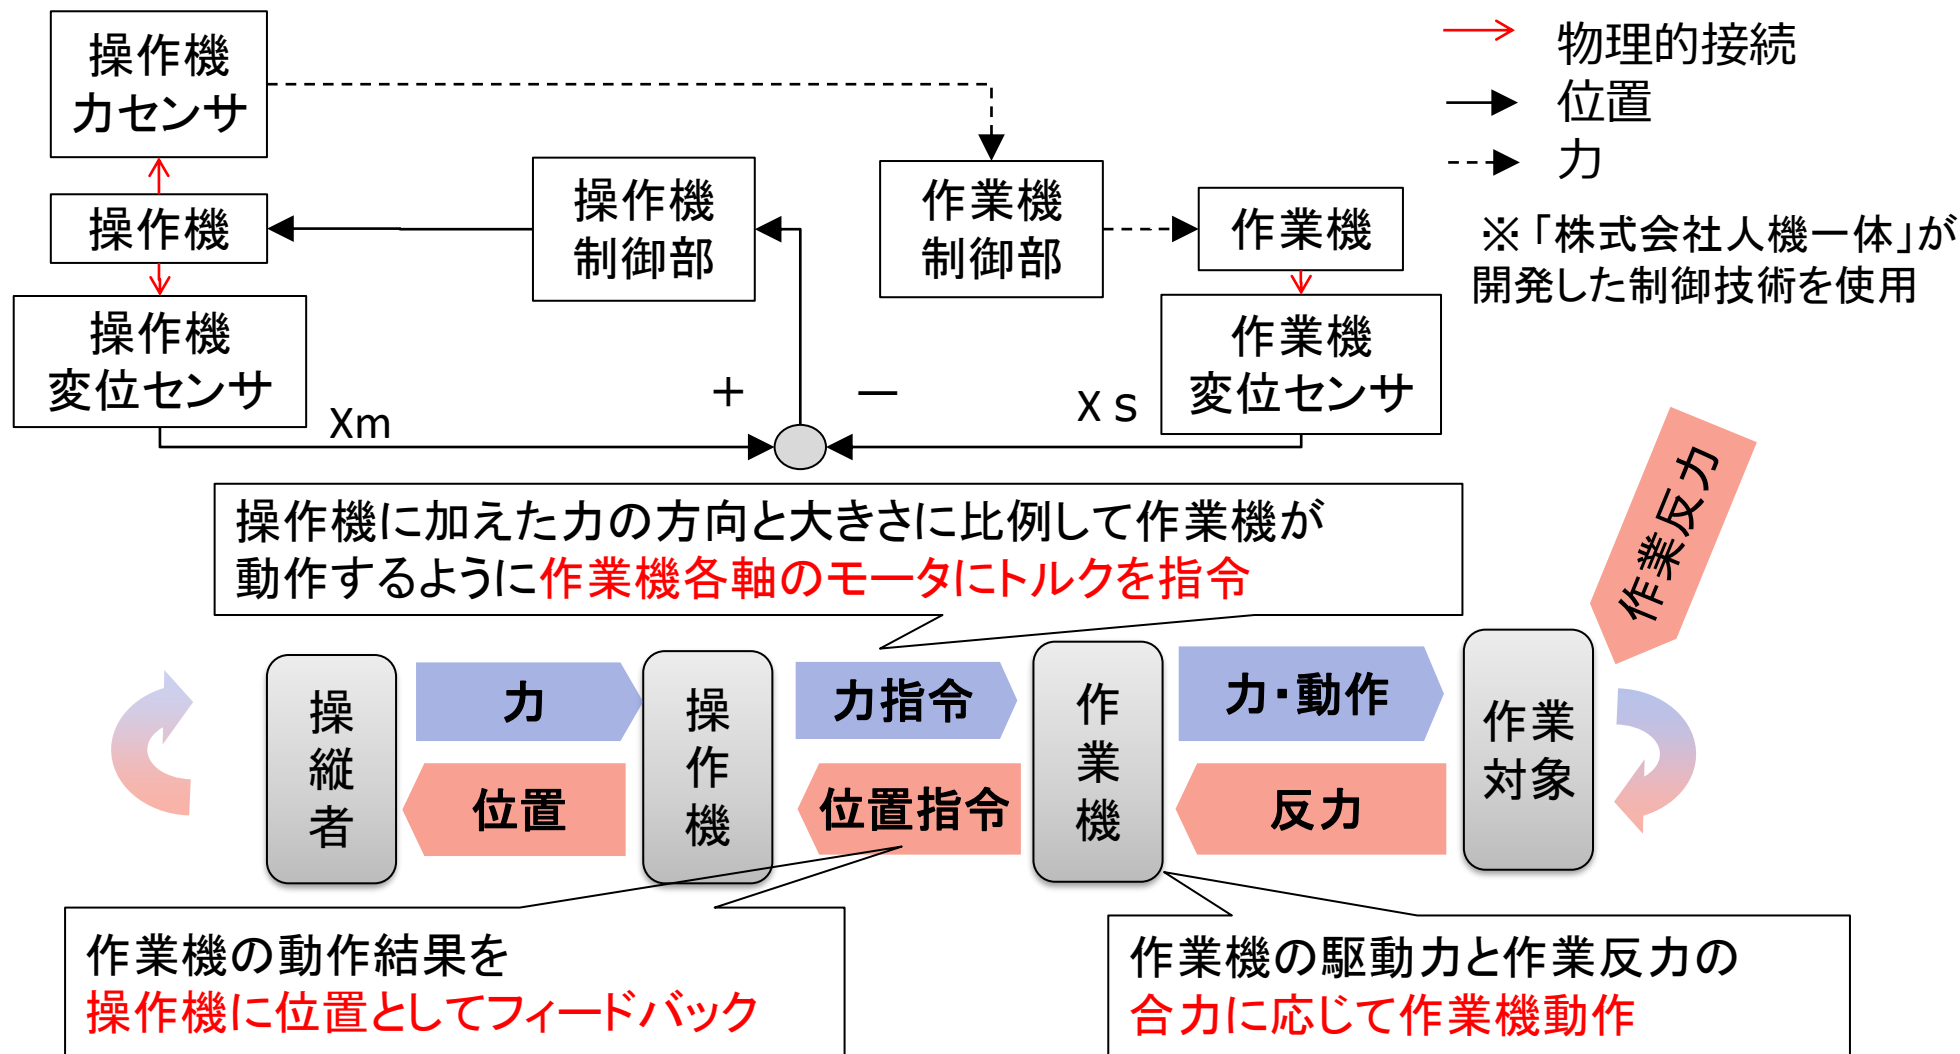 操作機
力センサ
操作機
操作機
変位センサ
Xm
操作機
制御部
+
−
作業機
制御部
作業機
作業機
変位センサ
X s
物理的接続
位置
力
※「株式会社人機一体」が
開発した制御技術を使用
操作機に加えた力の方向と大きさに比例して作業機が
動作するように作業機各軸のモータにトルクを指令
作業反力
操縦者
力
位置
操作機
力指令
位置指令
作業機
力・動作
反力
作業
対象
作業機の動作結果を
操作機に位置としてフィードバック
作業機の駆動力と作業反力の
合力に応じて作業機動作